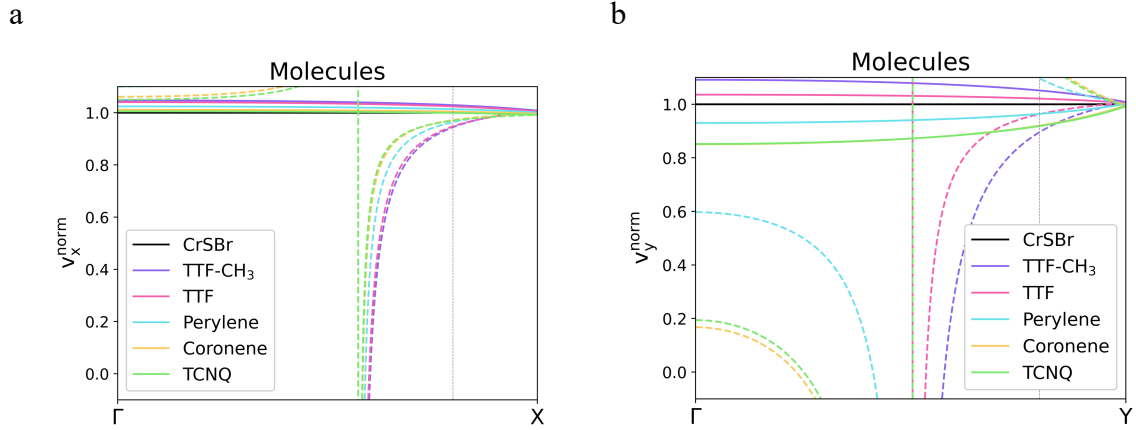 a
Molecules
v_x^norm
1.0
0.8
0.6
0.4
0.2
0.0
CrSBr
TTF-CH₃
TTF
Perylene
Coronene
TCNQ
Γ
X
b
Molecules
v_y^norm
1.0
0.8
0.6
0.4
0.2
0.0
CrSBr
TTF-CH₃
TTF
Perylene
Coronene
TCNQ
Γ
Y